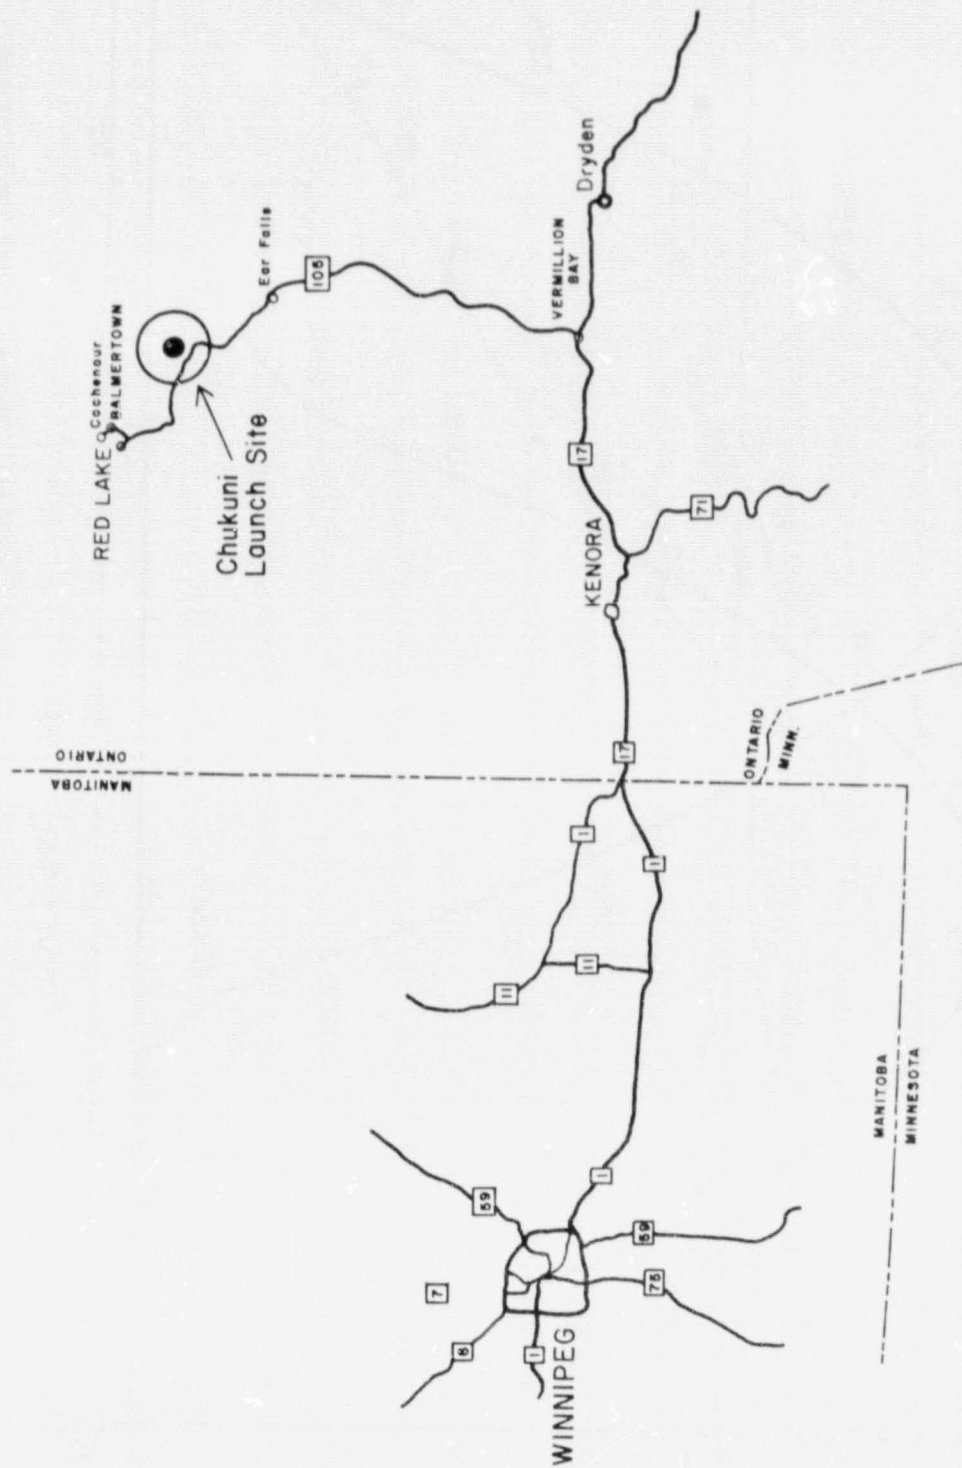 RED LAKE
Cochenour
PALMERTOWN
Chukuni
Launch Site
Ear Falls
105
VERMILLION
BAY
Dryden
17
KENORA
71
17
MANITOBA
ONTARIO
ONTARIO
MINN.
1
1
11
11
1
59
59
75
7
8
1
WINNIPEG
MANITOBA
MINNESOTA